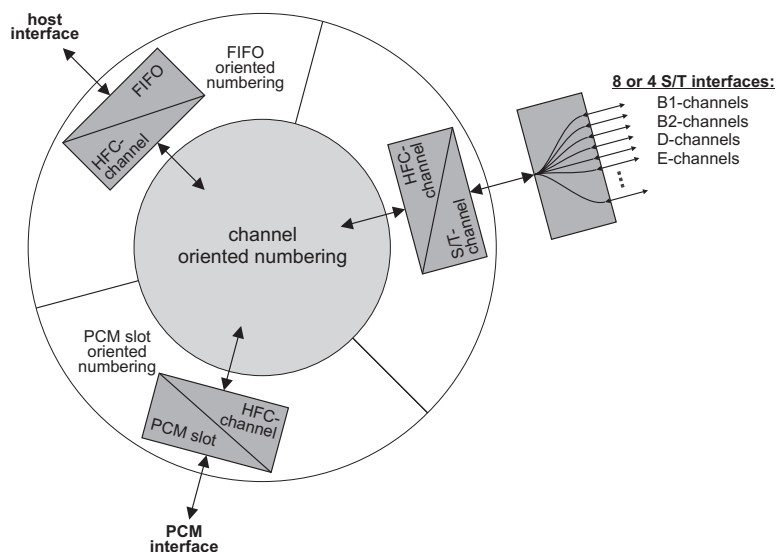 host
interface
FIFO
oriented
numbering
FIFO
HFC-
channel
8 or 4 S/T interfaces:
B1-channels
B2-channels
D-channels
E-channels
HFC-
channel
S/T-
channel
channel
oriented numbering
PCM slot
oriented
numbering
HFC-
channel
PCM slot
PCM
interface